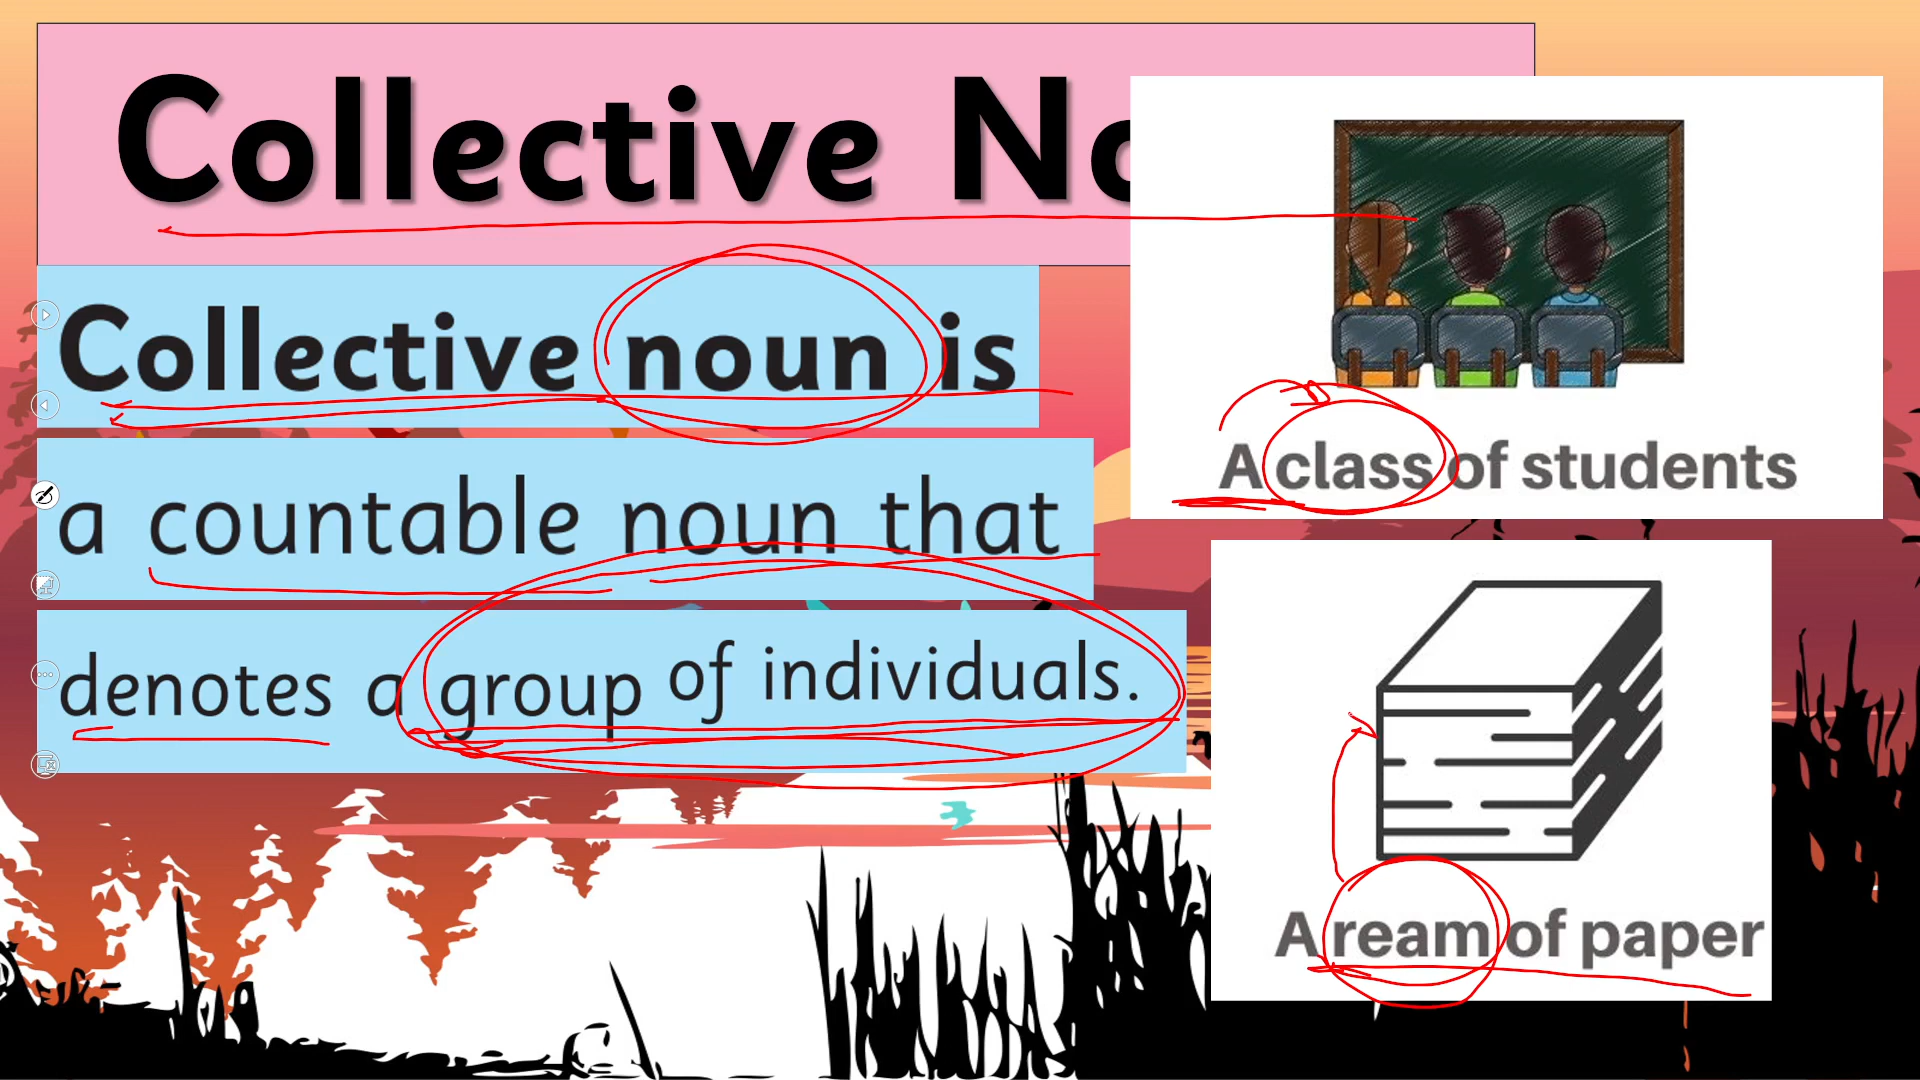 Collective No
Collective noun is
a countable noun that
denotes a group of individuals.
A class of students
A ream of paper